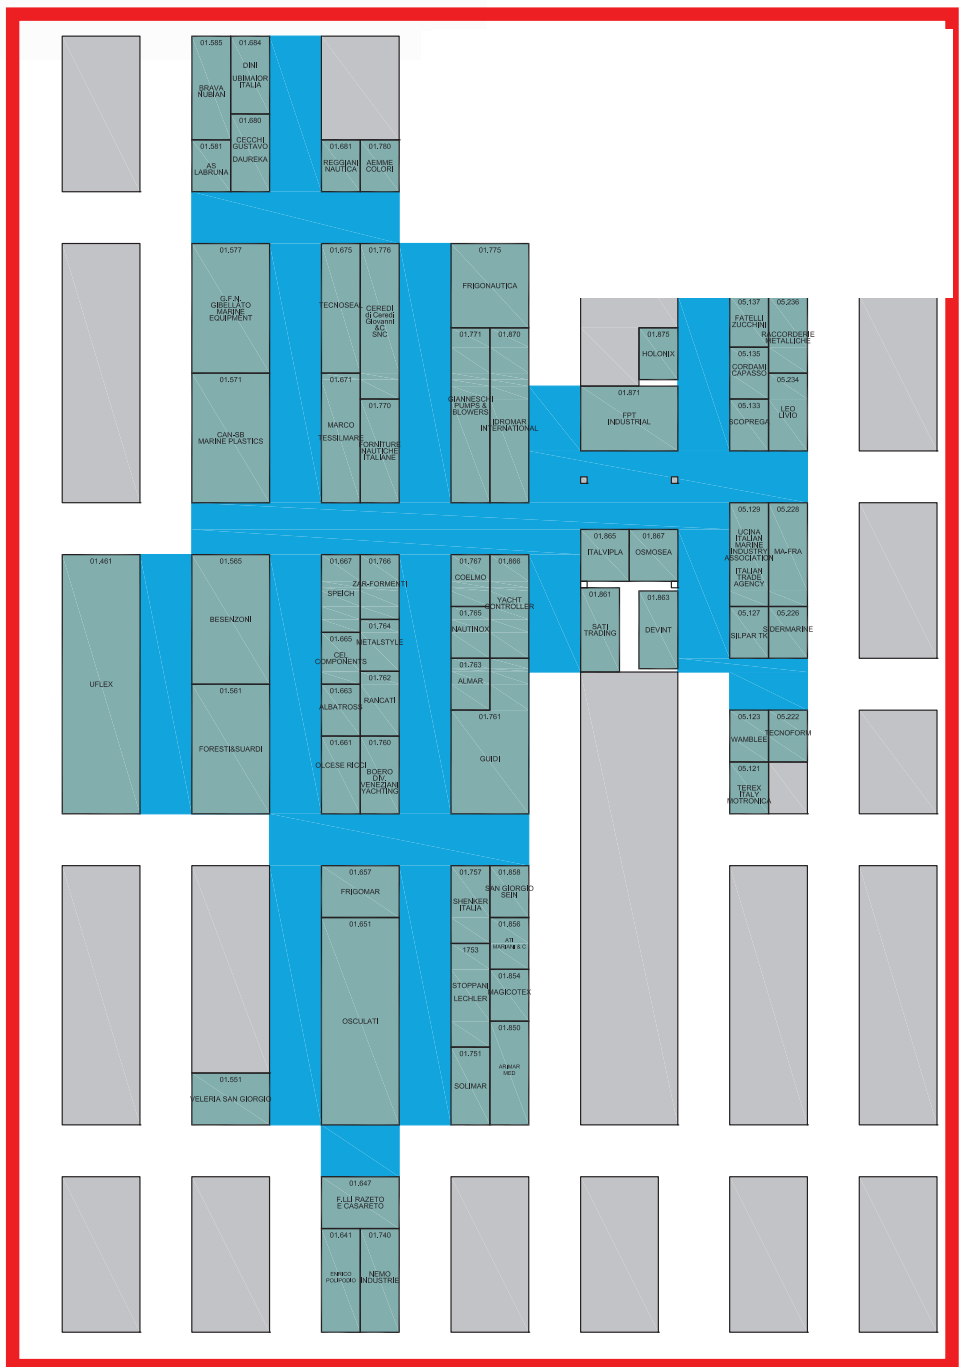 01.585
BRAVA
NUBIAN
01.684
DINI
UBIMAIOR
ITALIA
01.680
CECCHI
GUSTAVO
DAUREKA
01.581
AS
LABRUNA
01.681
REGGIANI
NAUTICA
01.780
AEMME
COLORI
01.577
G.F.N.
GIBELLATO
MARINE
EQUIPMENT
01.571
CAN-SB
MARINE PLASTICS
01.675
TECNOSEAL
01.776
CEREDI
di Ceredi
Giovanni
&C
SNC
01.671
MARCO
TESSILMARE
01.770
FORNITURE
NAUTICHE
ITALIANE
01.775
FRIGONAUTICA
01.771
GIANNESCHI
PUMPS &
BLOWERS
01.870
IDROMAR
INTERNATIONAL
01.875
HOLONIX
01.871
FPT
INDUSTRIAL
05.137
FATELLI
ZUCCHINI
05.236
RACCORDERIE
METALLICHE
05.135
CORDAMI
CAPASSO
05.234
LEO
LIVIO
05.133
SCOPREGA
01.865
ITALVIPLA
01.867
OSMOSEA
05.129
UCINA
ITALIAN
MARINE
INDUSTRY
ASSOCIATION
ITALIAN
TRADE
AGENCY
05.228
MA-FRA
05.127
SILPAR TK
05.226
SIDERMARINE
01.861
SATI
TRADING
01.863
DEVINT
01.461
UFLEX
01.565
BESENZONI
01.561
FORESTI&SUARDI
01.667
SPEICH
01.766
ZAR-FORMENTI
01.665
CEL
COMPONENTS
01.764
METALSTYLE
01.663
ALBATROSS
01.762
RANCATI
01.661
OLCESE RICCI
01.760
BOERO
DIV.
VENEZIANI
YACHTING
01.767
COELMO
01.866
YACHT
CONTROLLER
01.765
NAUTINOX
01.763
ALMAR
01.761
GUIDI
05.123
WAMBLEE
05.222
TECNOFORM
05.121
TEREX
ITALY
MOTRONICA
01.657
FRIGOMAR
01.651
OSCULATI
01.757
SHENKER
ITALIA
01.858
SAN GIORGIO
SEIN
01.856
ATI
MARIANI & C
1753
STOPPANI
LECHLER
01.854
MAGICOTEX
01.751
SOLIMAR
01.850
ARIMAR
MED
01.551
VELERIA SAN GIORGIO
01.647
F.LLI RAZETO
E CASARETO
01.641
ENRICO
POLIPODIO
01.740
NEMO
INDUSTRIE